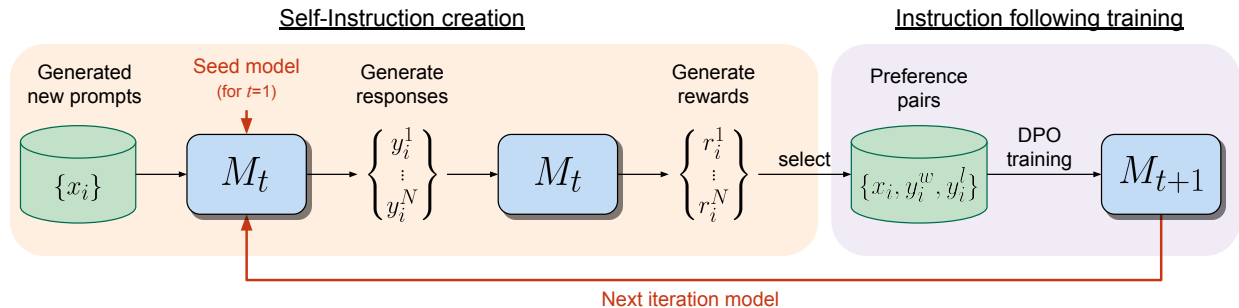 Self-Instruction creation
Instruction following training
Generated
new prompts
Seed model
(for t=1)
Generate
responses
Generate
rewards
Preference
pairs
{x_i}
M_t
y_i^1
⋮
y_i^N
M_t
r_i^1
⋮
r_i^N
select
{x_i, y_i^w, y_i^l}
DPO
training
M_{t+1}
Next iteration model